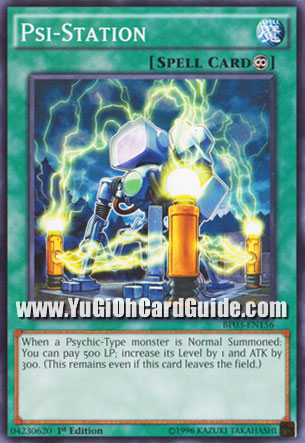 Psi-Station
[Spell Card]
www.YuGiOhCardGuide.com
BP03-EN156
When a Psychic-Type monster is Normal Summoned:
You can pay 500 LP; increase its Level by 1 and ATK by
300. (This remains even if this card leaves the field.)
04230620 1st Edition ©1996 KAZUKI TAKAHASHI